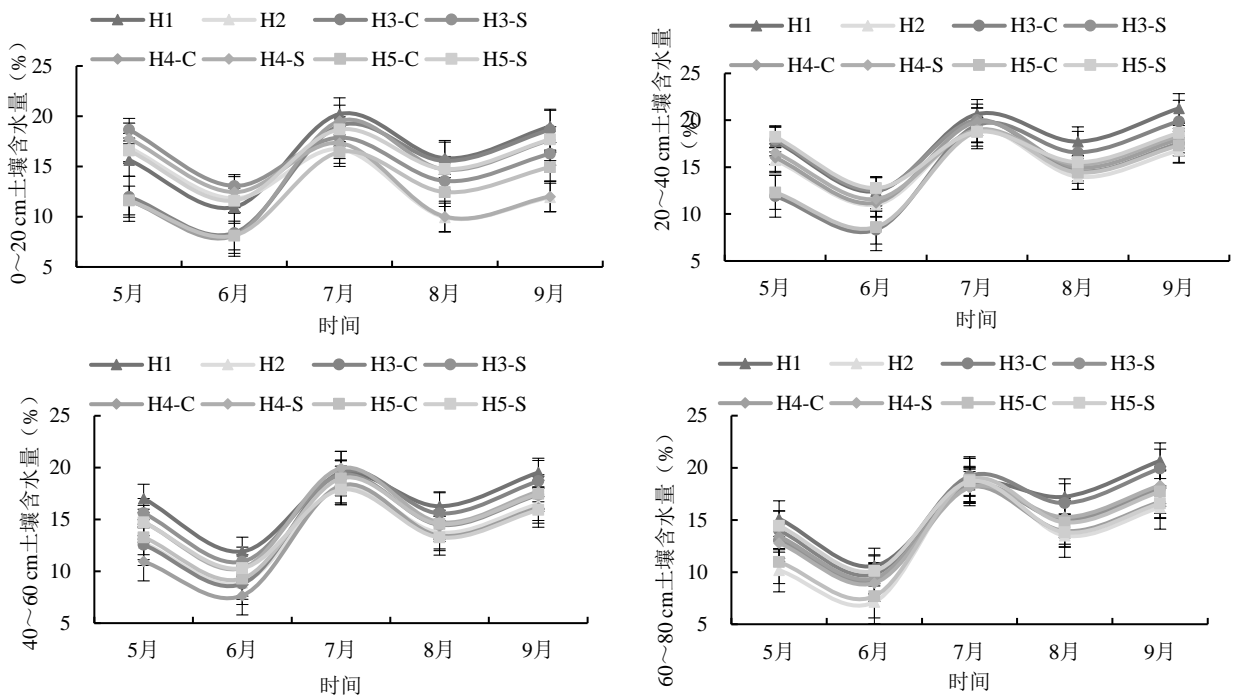 H1 H2 H3-C H3-S
H4-C H4-S H5-C H5-S
0～20 cm土壤含水量（%）
25
20
15
10
5
5月 6月 7月 8月 9月
时间
H1 H2 H3-C H3-S
H4-C H4-S H5-C H5-S
20～40 cm土壤含水量
（%）
25
20
15
10
5
5月 6月 7月 8月 9月
时间
H1 H2 H3-C H3-S
H4-C H4-S H5-C H5-S
40～60 cm土壤含水量（%）
25
20
15
10
5
5月 6月 7月 8月 9月
时间
H1 H2 H3-C H3-S
H4-C H4-S H5-C H5-S
60～80 cm土壤含水量（%）
25
20
15
10
5
5月 6月 7月 8月 9月
时间